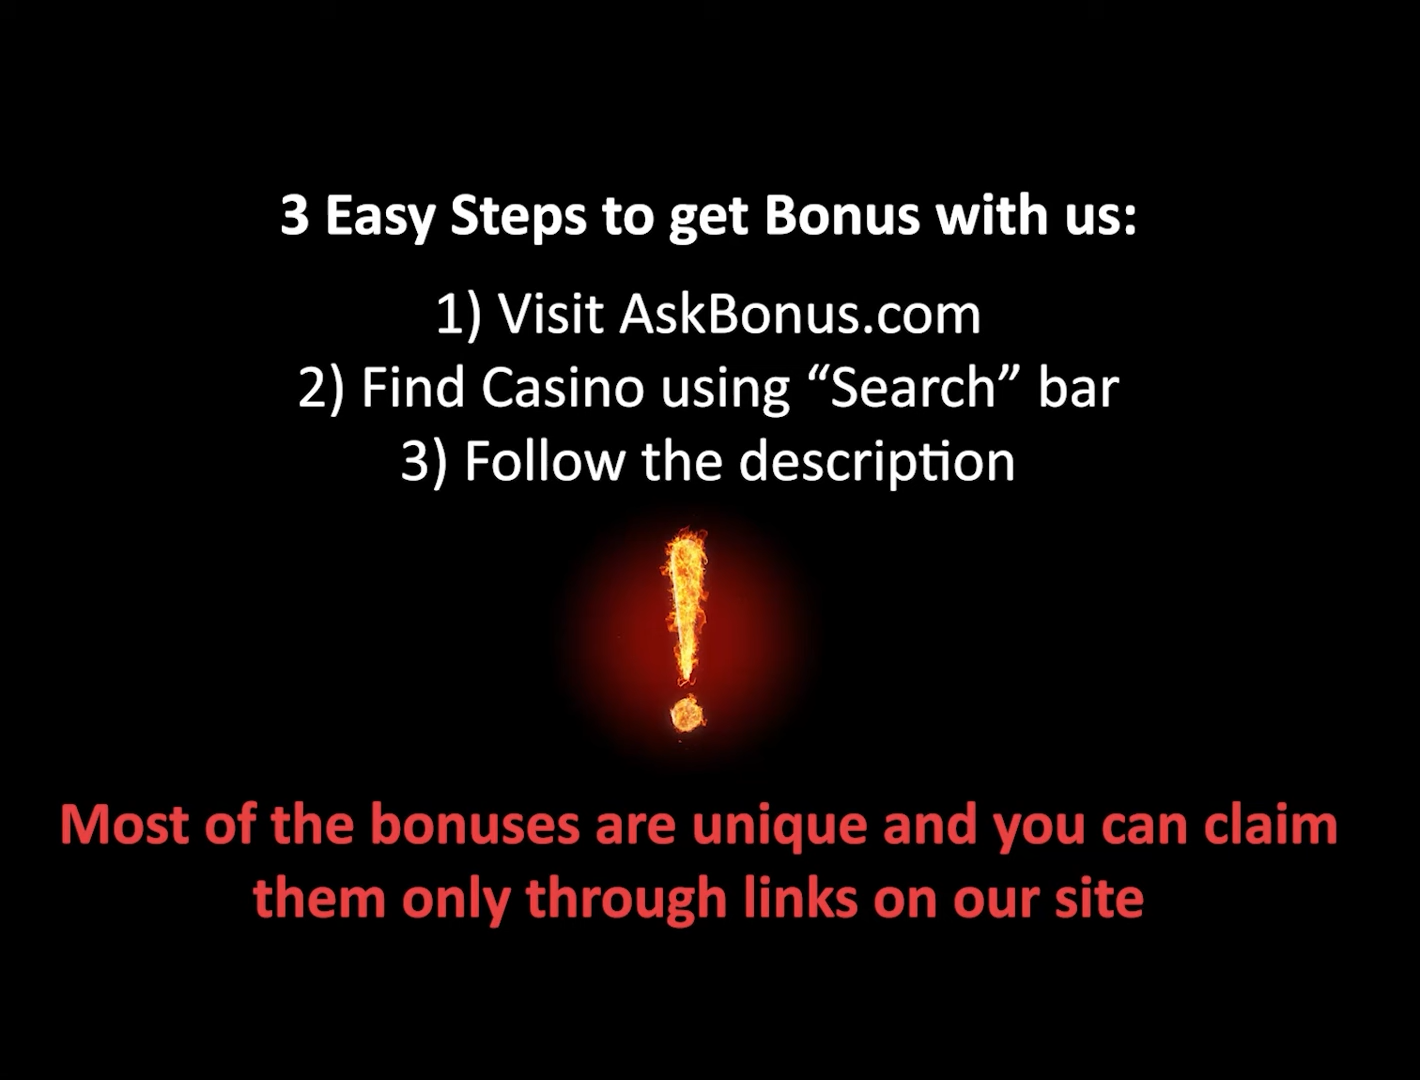 3 Easy Steps to get Bonus with us:
1) Visit AskBonus.com
2) Find Casino using “Search” bar
3) Follow the description
!
Most of the bonuses are unique and you can claim
them only through links on our site